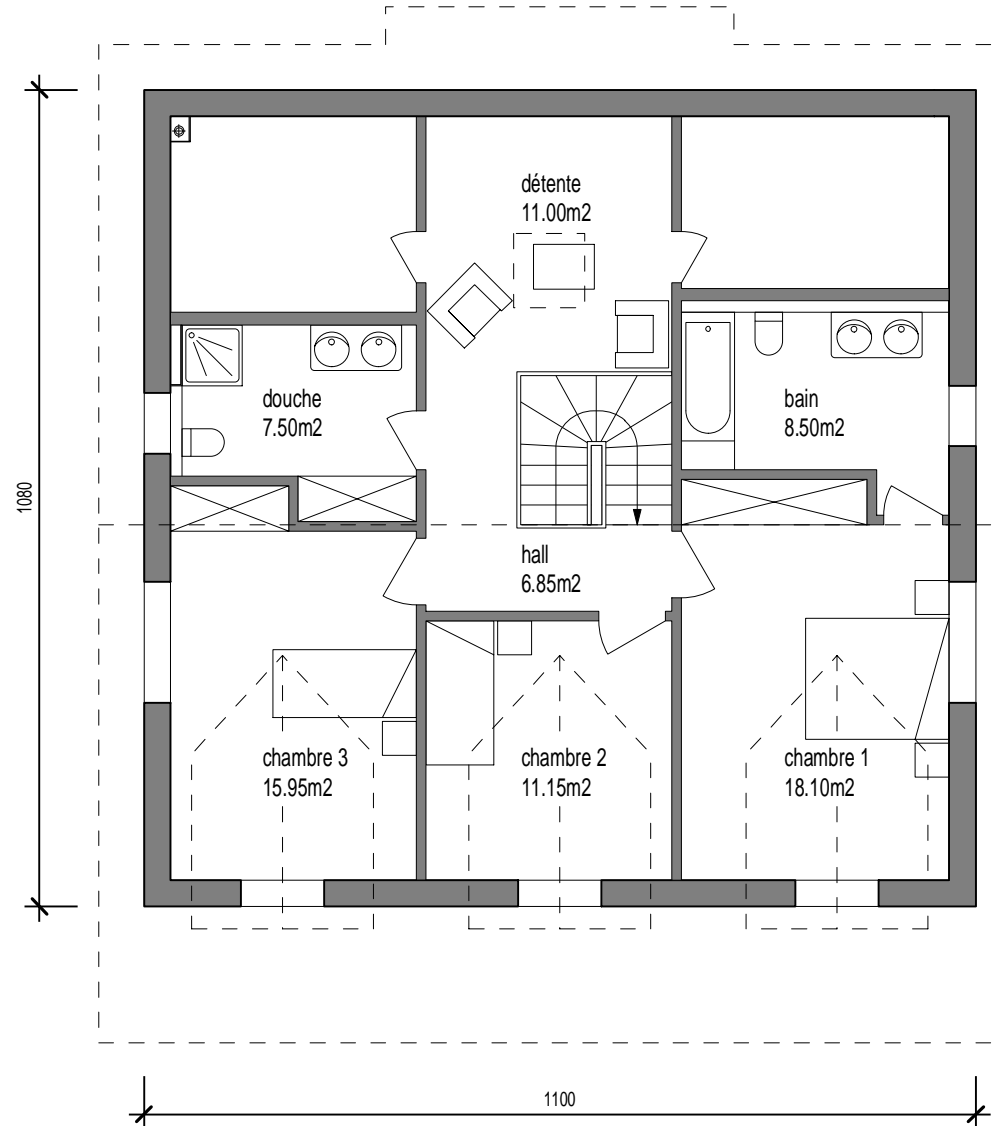 détente
11.00m2
douche
7.50m2
bain
8.50m2
1080
hall
6.85m2
chambre 3
15.95m2
chambre 2
11.15m2
chambre 1
18.10m2
1100